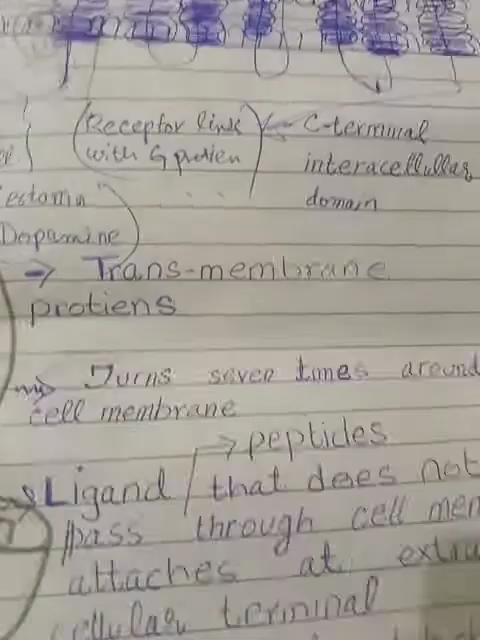 (Receptor link
with G protien)
C-terminal
interacellullar
domain
Dopamine
→ Trans-membrane
protiens
Turns seven times around
cell membrane
→ peptides
Ligand / that does not
pass through cell mem
attaches at extra
cellular terminal